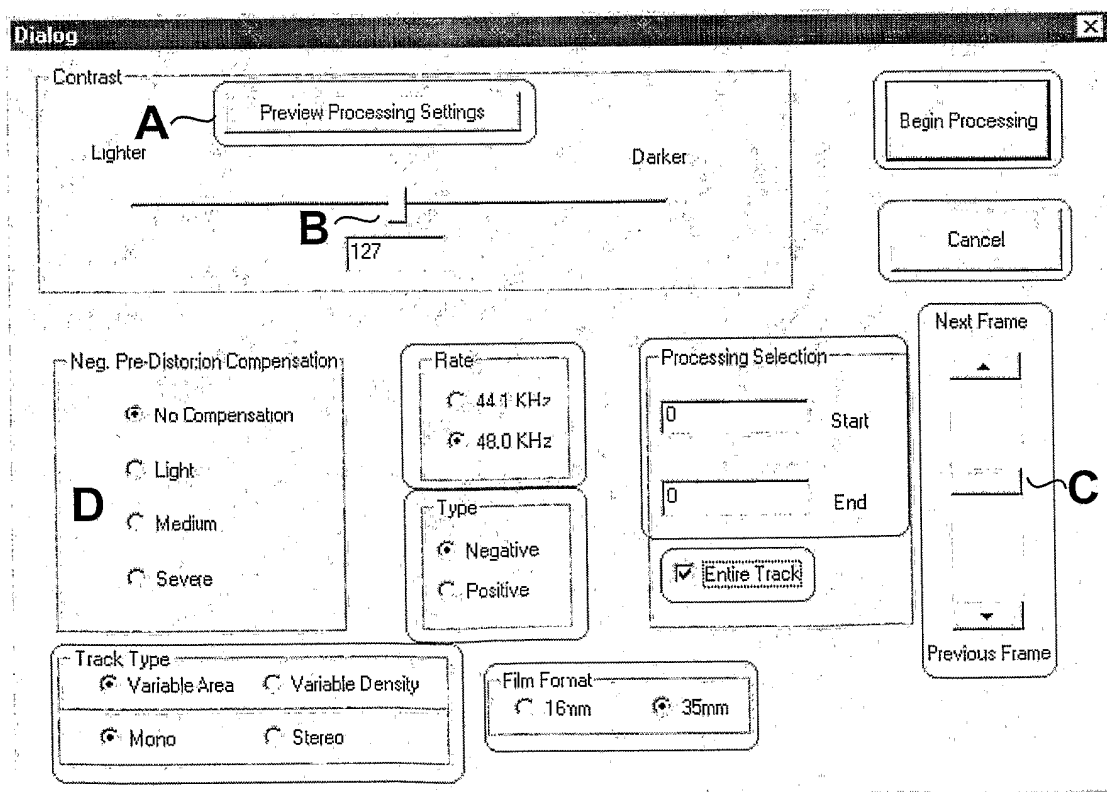 Dialog
Contrast
A
Preview Processing Settings
Begin Processing
Lighter
Darker
B
127
Cancel
Next Frame
Neg. Pre-Distorion Compensation
Rate
Processing Selection
No Compensation
44.1 KHz
0
Start
48.0 KHz
Light
C
D
0
End
Type
Medium
Negative
Severe
Positive
Entire Track
Previous Frame
Track Type
Variable Area
Variable Density
Film Format
16mm
35mm
Mono
Stereo